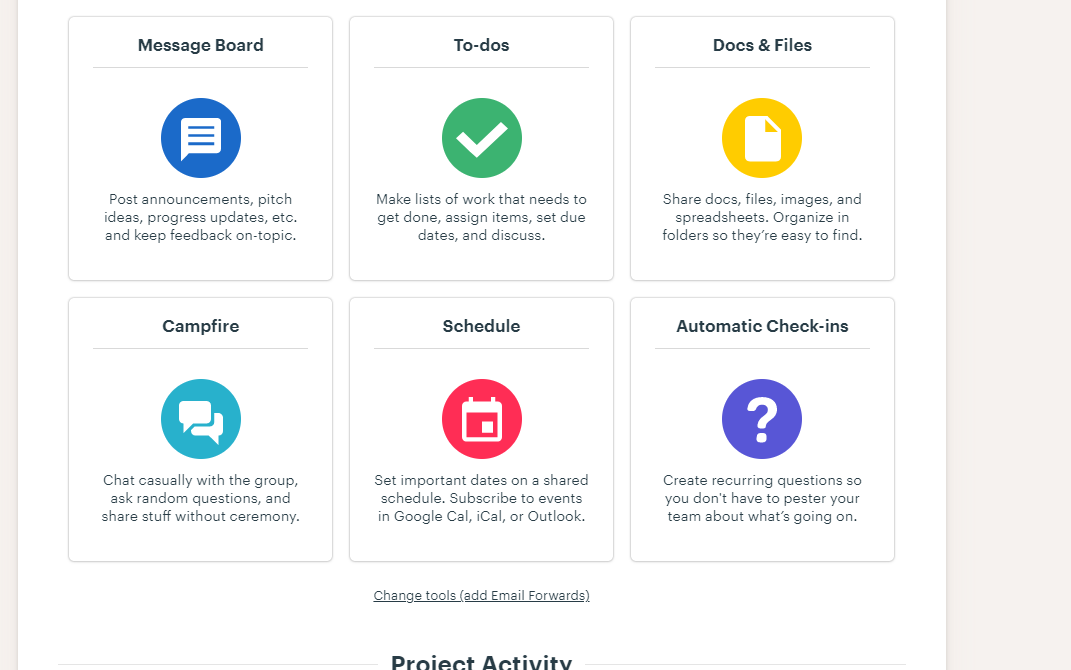 Message Board
To-dos
Docs & Files
Post announcements, pitch
ideas, progress updates, etc.
and keep feedback on-topic.
Make lists of work that needs to
get done, assign items, set due
dates, and discuss.
Share docs, files, images, and
spreadsheets. Organize in
folders so they’re easy to find.
Campfire
Schedule
Automatic Check-ins
Chat casually with the group,
ask random questions, and
share stuff without ceremony.
Set important dates on a shared
schedule. Subscribe to events
in Google Cal, iCal, or Outlook.
Create recurring questions so
you don't have to pester your
team about what’s going on.
Change tools (add Email Forwards)
Project Activity